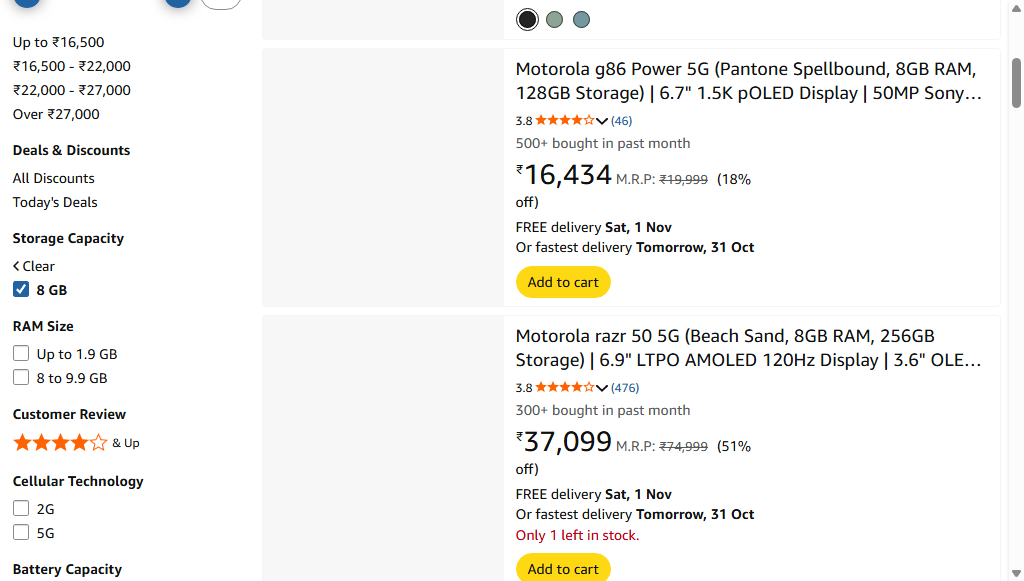 Up to ₹16,500
₹16,500 - ₹22,000
₹22,000 - ₹27,000
Over ₹27,000
Deals & Discounts
All Discounts
Today's Deals
Storage Capacity
Clear
8 GB
RAM Size
Up to 1.9 GB
8 to 9.9 GB
Customer Review
& Up
Cellular Technology
2G
5G
Battery Capacity
Motorola g86 Power 5G (Pantone Spellbound, 8GB RAM,
128GB Storage) | 6.7" 1.5K pOLED Display | 50MP Sony...
3.8 (46)
500+ bought in past month
₹16,434 M.R.P: ₹19,999 (18%
off)
FREE delivery Sat, 1 Nov
Or fastest delivery Tomorrow, 31 Oct
Add to cart
Motorola razr 50 5G (Beach Sand, 8GB RAM, 256GB
Storage) | 6.9" LTPO AMOLED 120Hz Display | 3.6" OLE...
3.8 (476)
300+ bought in past month
₹37,099 M.R.P: ₹74,999 (51%
off)
FREE delivery Sat, 1 Nov
Or fastest delivery Tomorrow, 31 Oct
Only 1 left in stock.
Add to cart